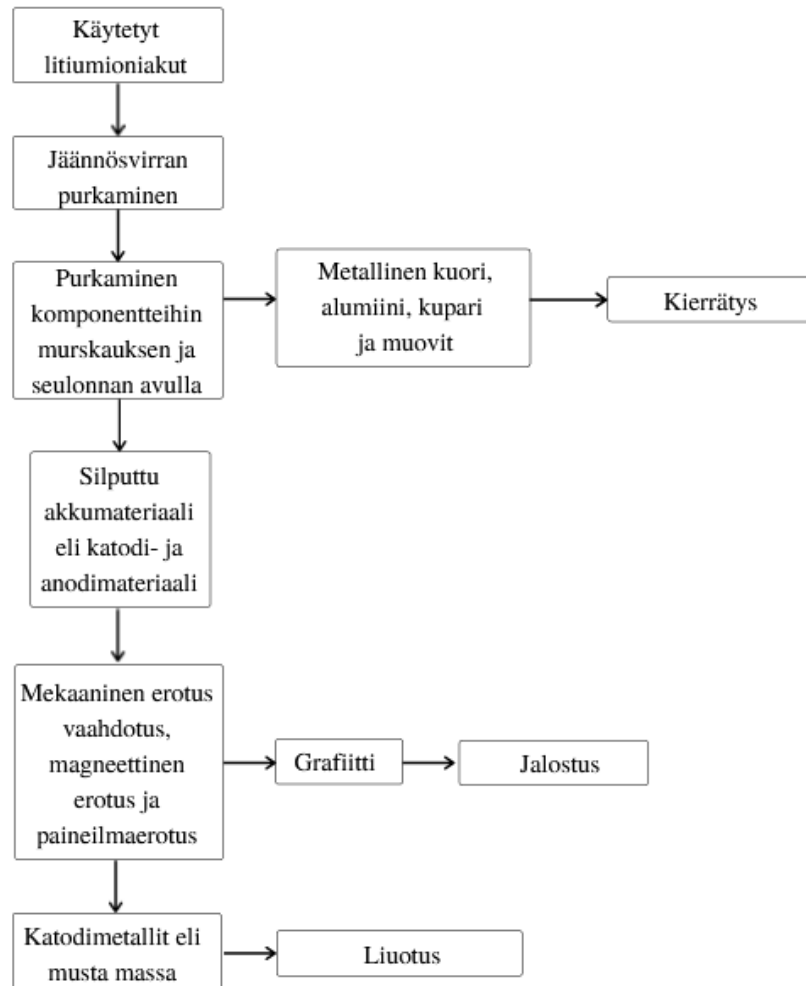 Käytetyt
litiumioniakut
Jäännösvirran
purkaminen
Purkaminen
komponentteihin
murskauksen ja
seulonnan avulla
Metallinen kuori,
alumiini, kupari
ja muovit
Kierrätys
Silputtu
akkumateriaali
eli katodi- ja
anodimateriaali
Mekaaninen erotus
vaahdotus,
magneettinen
erotus ja
paineilmaerotus
Grafiitti
Jalostus
Katodimetallit eli
musta massa
Liuotus